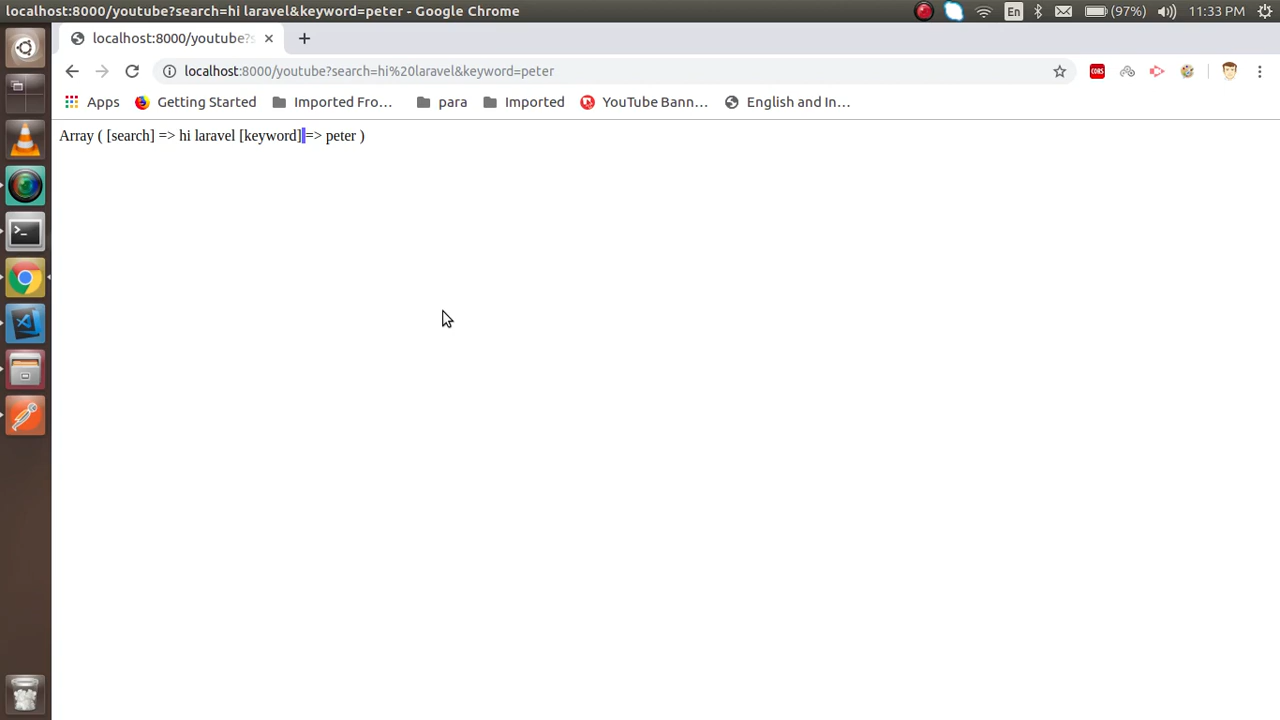 localhost:8000/youtube?search=hi laravel&keyword=peter - Google Chrome
En
(97%)
11:33 PM
localhost:8000/youtube?s
localhost:8000/youtube?search=hi%20laravel&keyword=peter
CORS
Apps
Getting Started
Imported Fro...
para
Imported
YouTube Bann...
English and In...
Array ( [search] => hi laravel [keyword] => peter )